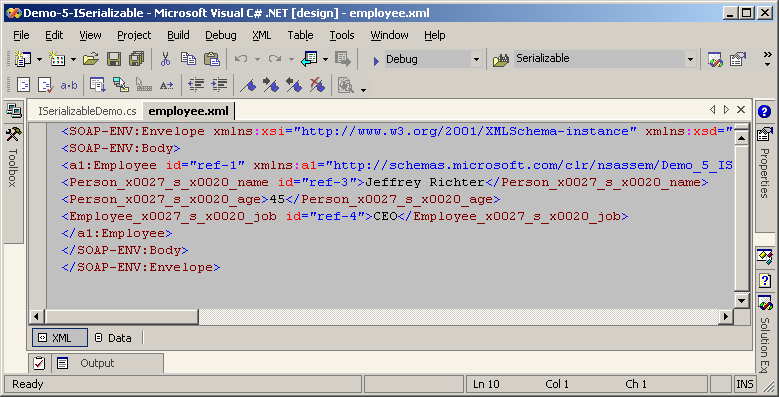 Demo-5-ISerializable - Microsoft Visual C# .NET [design] - employee.xml
File Edit View Project Build Debug XML Table Tools Window Help
Debug Serializable
ISerializableDemo.cs employee.xml
Toolbox
<SOAP-ENV:Envelope xmlns:xsi="http://www.w3.org/2001/XMLSchema-instance" xmlns:xsd="
<SOAP-ENV:Body>
<a1:Employee id="ref-1" xmlns:a1="http://schemas.microsoft.com/clr/nsassem/Demo_5_IS
<Person_x0027_s_x0020_name id="ref-3">Jeffrey Richter</Person_x0027_s_x0020_name>
<Person_x0027_s_x0020_age>45</Person_x0027_s_x0020_age>
<Employee_x0027_s_x0020_job id="ref-4">CEO</Employee_x0027_s_x0020_job>
</a1:Employee>
</SOAP-ENV:Body>
</SOAP-ENV:Envelope>
Properties
Solution Ex
XML Data
Output
Ready Ln 10 Col 1 Ch 1 INS